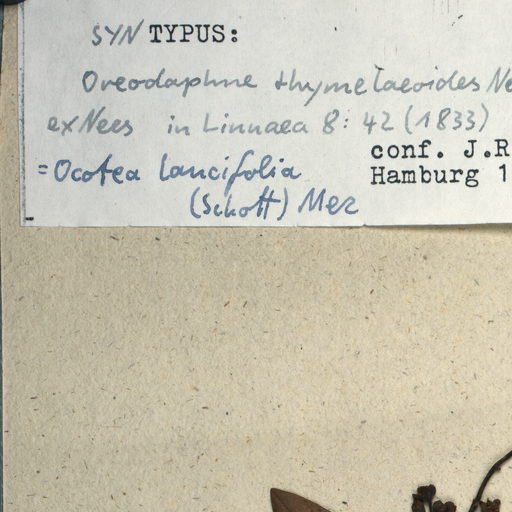 SYN TYPUS:
Oreodaphne thymelaeoides Ne
ex Nees in Linnaea 8: 42 (1833)
conf. J.R
= Ocotea lancifolia
Hamburg 1
(Schott) Mez